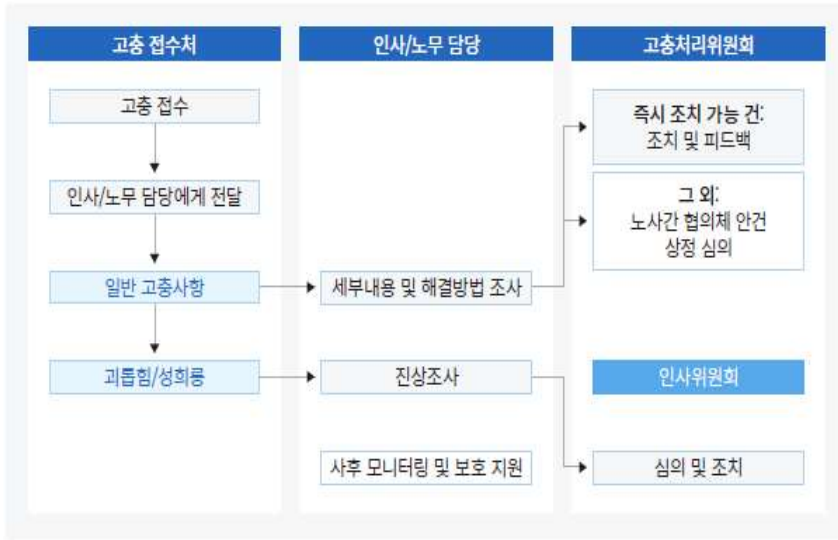 고충 접수처
인사/노무 담당
고충처리위원회
고충 접수
인사/노무 담당에게 전달
일반 고충사항
괴롭힘/성희롱
세부내용 및 해결방법 조사
진상조사
사후 모니터링 및 보호 지원
즉시 조치 가능 건:
조치 및 피드백
그 외:
노사간 협의체 안건
상정 심의
인사위원회
심의 및 조치